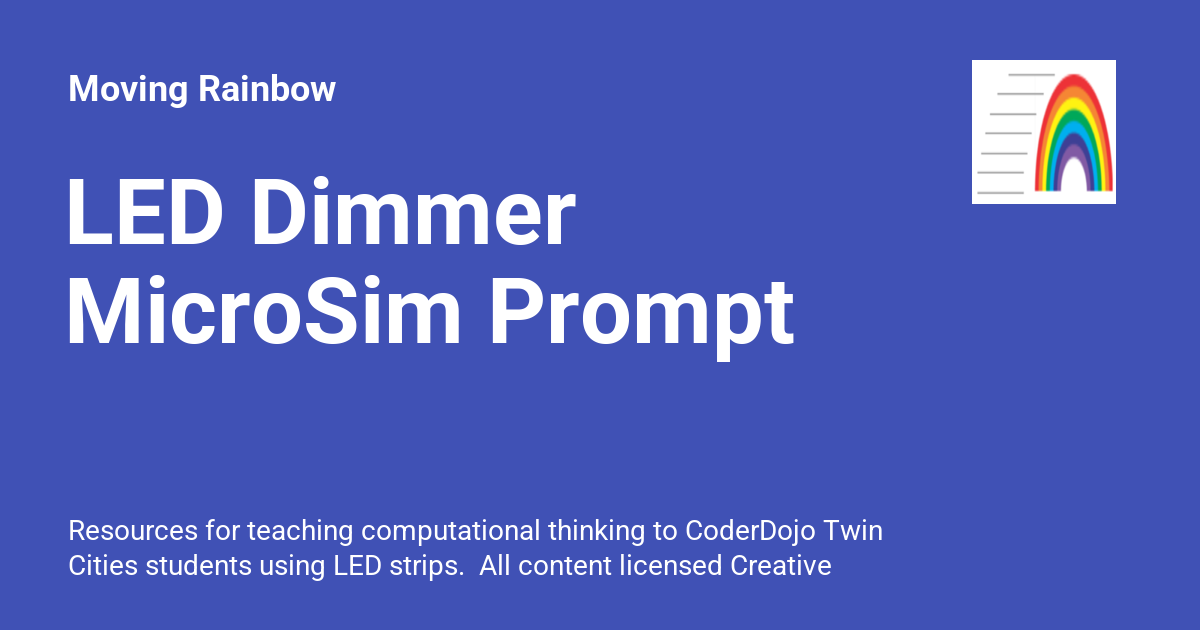 Moving Rainbow
LED Dimmer
MicroSim Prompt
Resources for teaching computational thinking to CoderDojo Twin
Cities students using LED strips.  All content licensed Creative